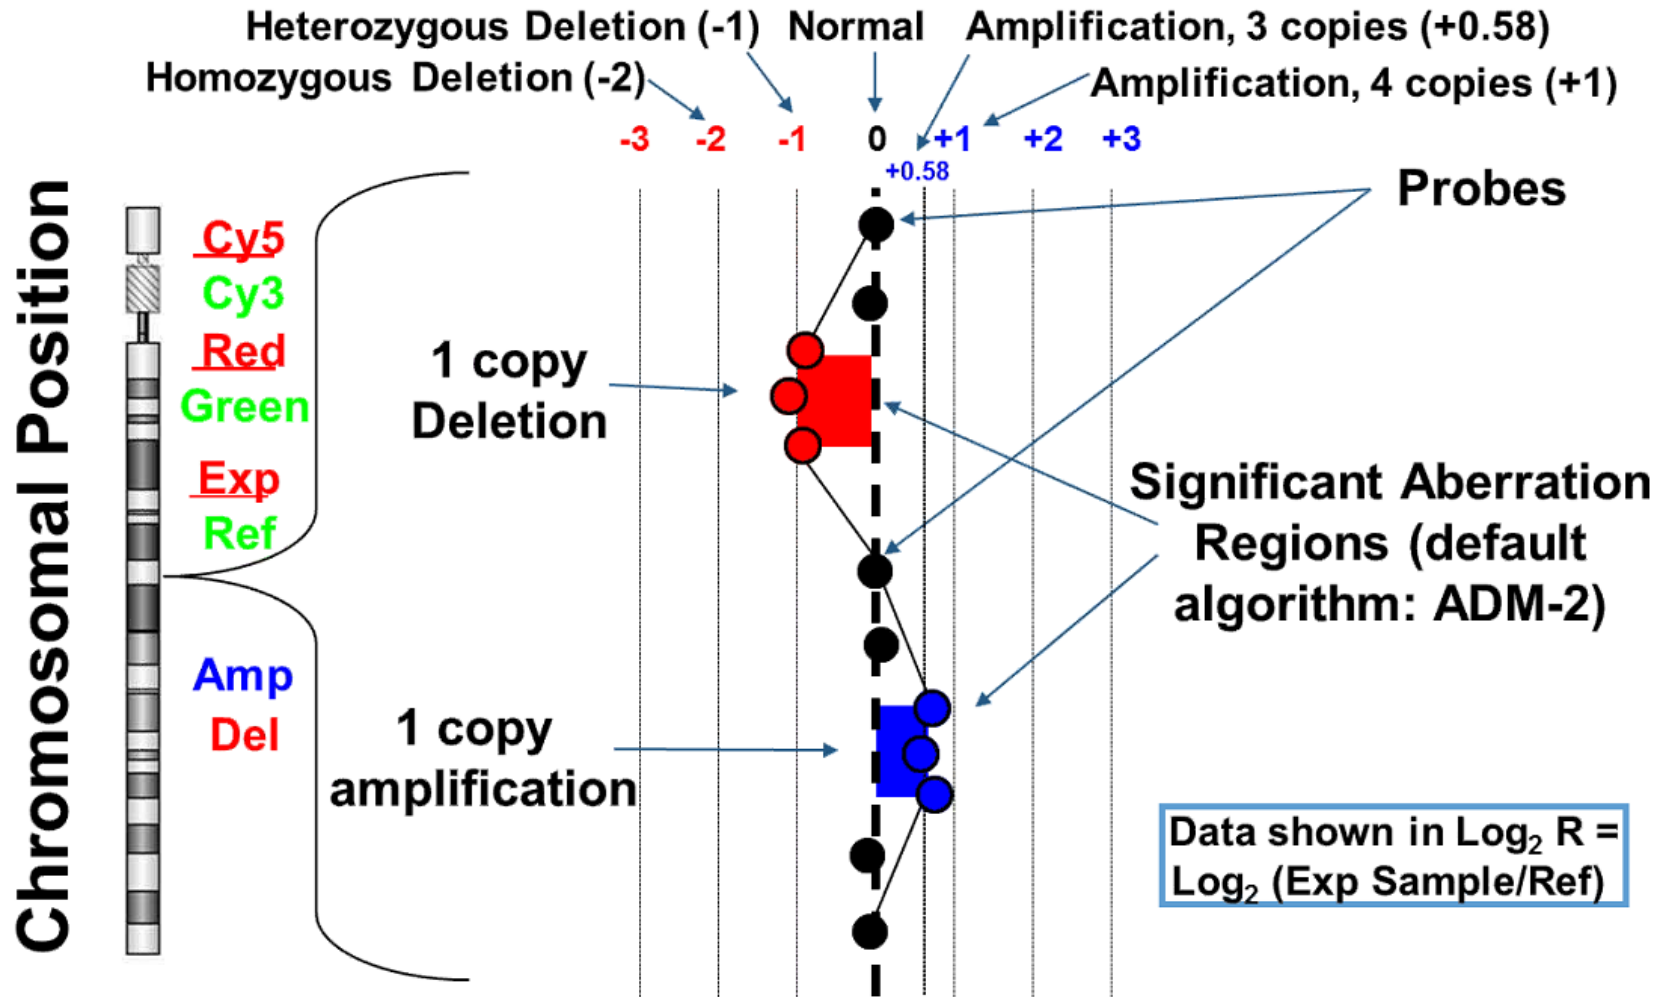 Heterozygous Deletion (-1)
Normal
Amplification, 3 copies (+0.58)
Homozygous Deletion (-2)
Amplification, 4 copies (+1)
-3
-2
-1
0
+1
+2
+3
+0.58
Probes
Chromosomal Position
Cy5
Cy3
Red
Green
Exp
Ref
1 copy
Deletion
Significant Aberration
Regions (default
algorithm: ADM-2)
Amp
Del
1 copy
amplification
Data shown in Log₂ R =
Log₂ (Exp Sample/Ref)